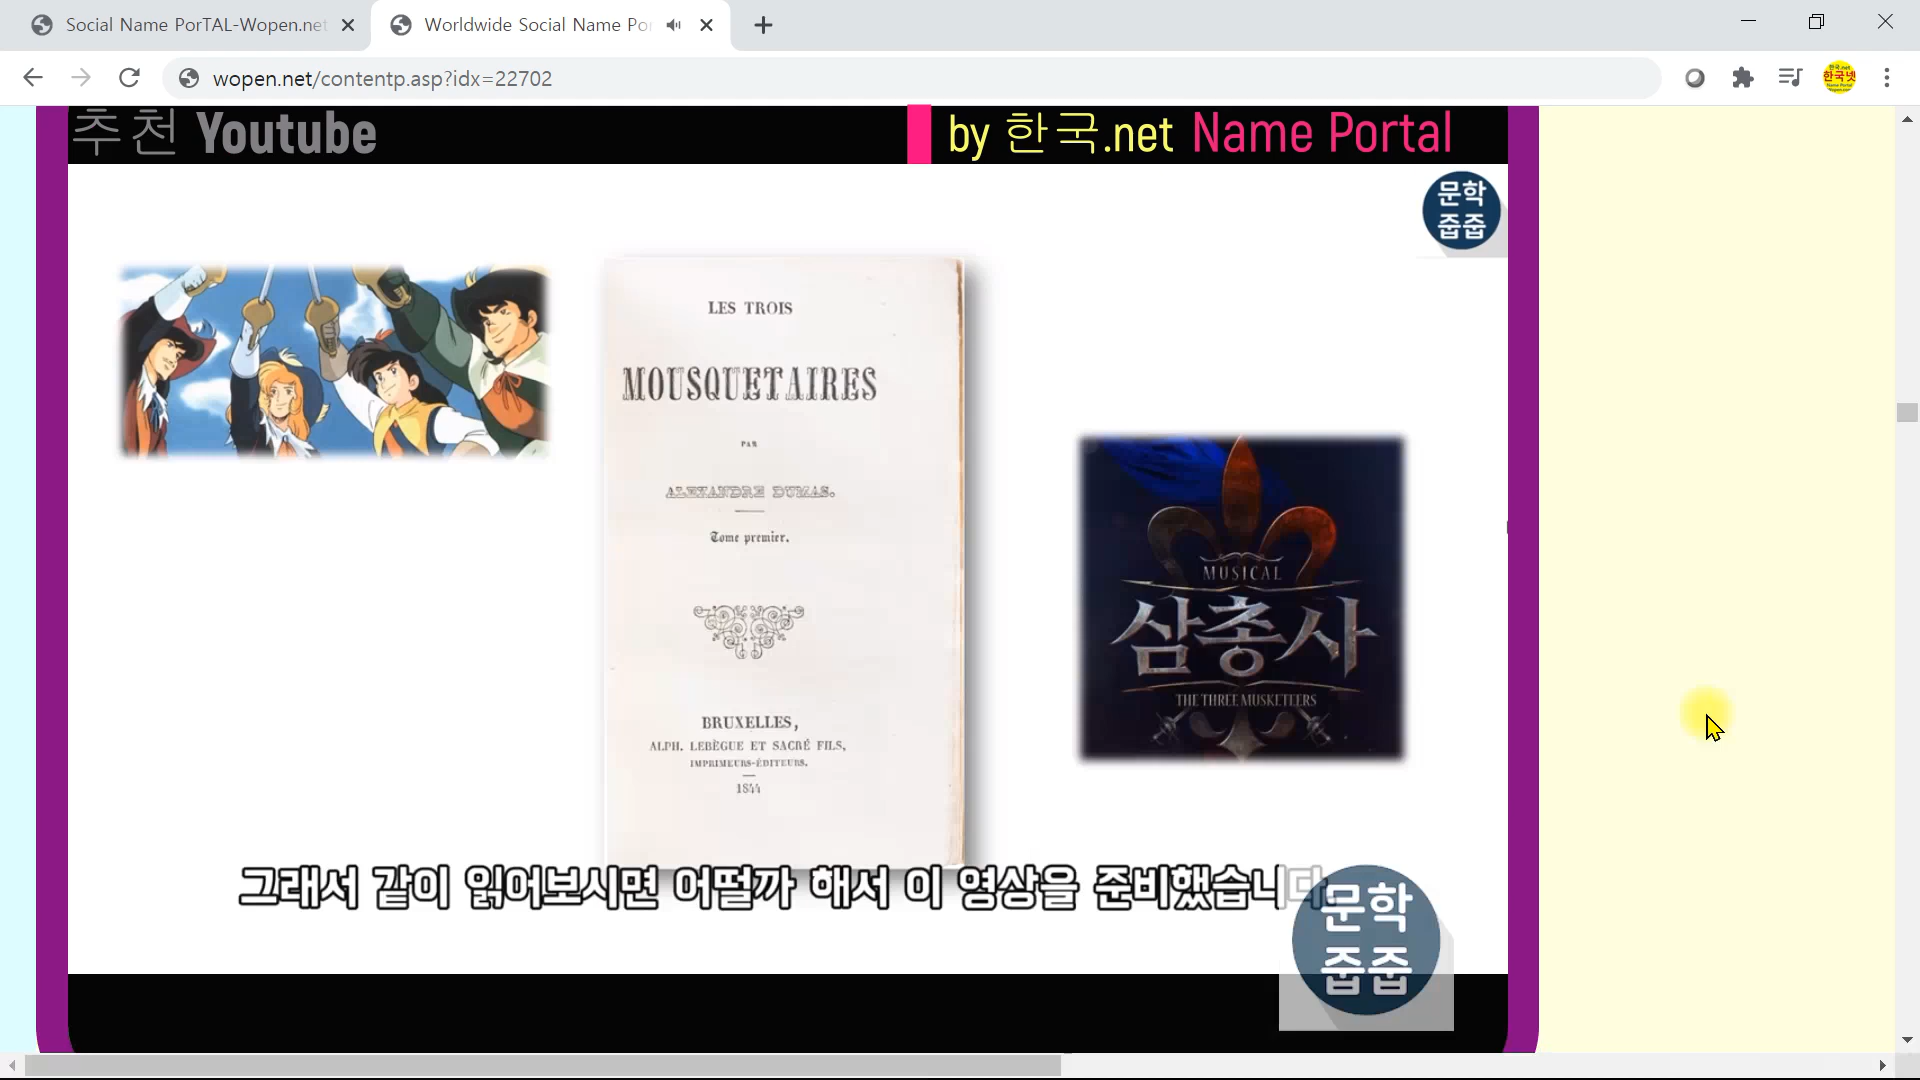 Social Name PorTAL-Wopen.net
Worldwide Social Name Po
wopen.net/contentp.asp?idx=22702
한국넷
추천 Youtube
by 한국.net Name Portal
문학
줍줍
LES TROIS
MOUSQUETAIRES
PAR
ALEXANDRE DUMAS.
Tome premier.
BRUXELLES,
ALPH. LEBÈGUE ET SACRÉ FILS,
IMPRIMEURS-ÉDITEURS.
1844
MUSICAL
삼총사
THE THREE MUSKETEERS
그래서 같이 읽어보시면 어떨까 해서 이 영상을 준비했습니다.
문학
줍줍